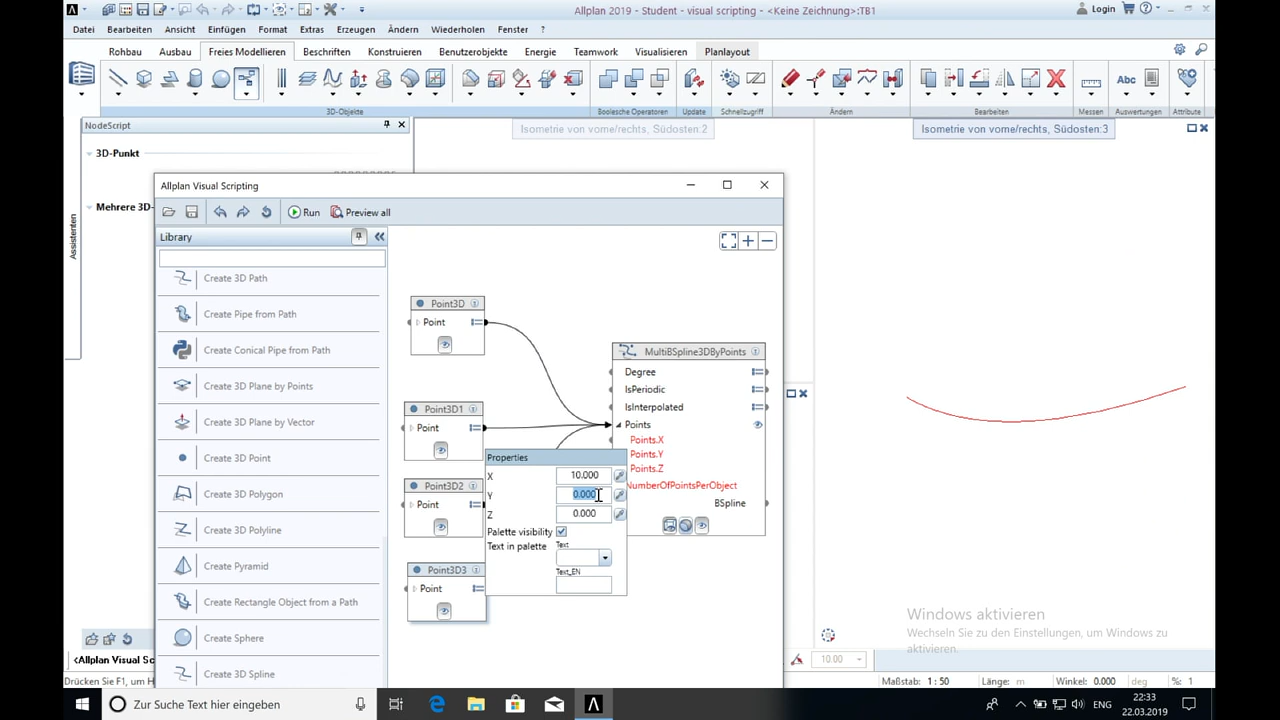 Allplan 2019 - Student - visual scripting - <Keine Zeichnung>:TB1
Login
Datei Bearbeiten Einfügen Format Extras Erzeugen Ändern Wiederholen Fenster
Rohbau Ausbau Freies Modellieren Beschriften Konstruieren Benutzerobjekte Energie Teamwork Visualisieren Planlayout
Abc
3D-Objekte Boolesche Operatoren Update Schnellzugriff Ändern Bearbeiten Messen Auswertungen Attribute
NodeScript
Isometrie von vorne/rechts, Südosten:2
Isometrie von vorne/rechts, Südosten:3
3D-Punkt
Mehrere 3D-
Assistenten
Allplan Visual Scripting
Run
Preview all
Library
Create 3D Path
Create Pipe from Path
Create Conical Pipe from Path
Create 3D Plane by Points
Create 3D Plane by Vector
Create 3D Point
Create 3D Polygon
Create 3D Polyline
Create Pyramid
Create Rectangle Object from a Path
Create Sphere
Create 3D Spline
Point3D
Point
Point3D1
Point
Point3D2
Point
Point3D3
Point
MultiBSpline3DByPoints
Degree
IsPeriodic
IsInterpolated
Points
Points.X
Points.Y
Points.Z
NumberOfPointsPerObject
BSpline
Properties
X 10.000
Y 0.000
Z 0.000
Palette visibility
Text in palette Text
Text_EN
Windows aktivieren
Wechseln Sie zu den Einstellungen, um Windows zu
aktivieren.
<Allplan Visual Sc
10.00
Drücken Sie F1, um H
Maßstab: 1 : 50 Länge: m Winkel: 0.000 deg %: 1
Zur Suche Text hier eingeben
ENG
22:33
22.03.2019